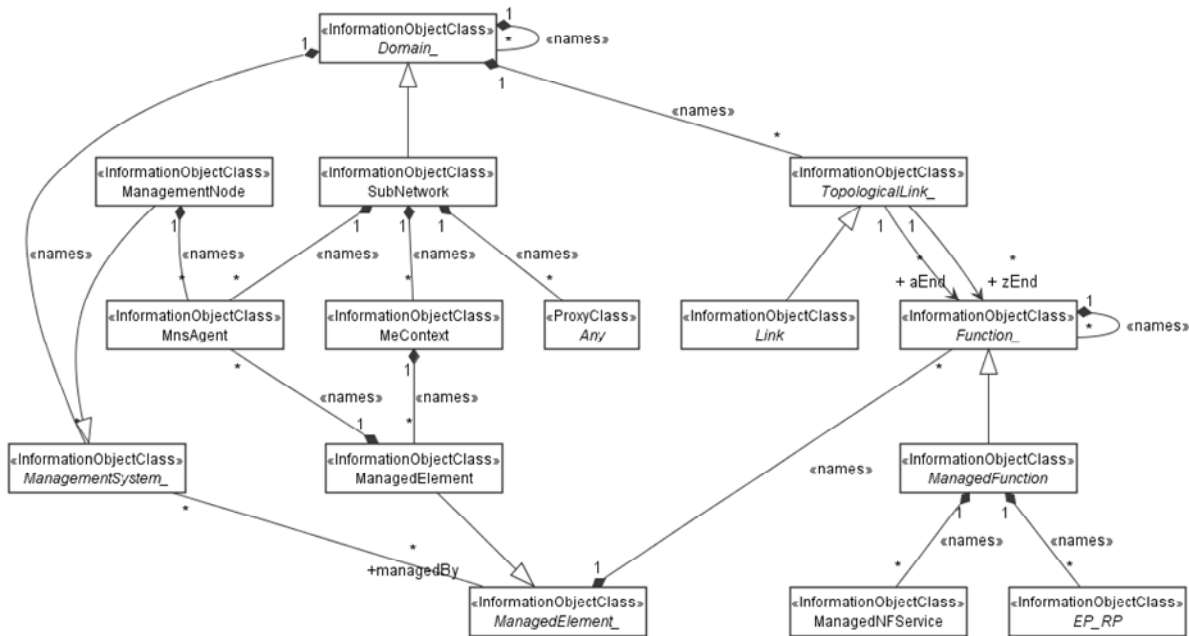 1
«InformationObjectClass»
Domain_
1
*
«names»
1
1
«names»
*
«InformationObjectClass»
ManagementNode
«InformationObjectClass»
SubNetwork
«InformationObjectClass»
TopologicalLink_
1
1
1
1
1
1
«names»
«names»
«names»
«names»
«names»
*
*
*
*
*
*
+ aEnd
+ zEnd
«InformationObjectClass»
MnsAgent
«InformationObjectClass»
MeContext
«ProxyClass»
Any
«InformationObjectClass»
Link
«InformationObjectClass»
Function_
1
*
«names»
*
1
*
«names»
«names»
*
1
*
«InformationObjectClass»
ManagementSystem_
«InformationObjectClass»
ManagedElement
«names»
«InformationObjectClass»
ManagedFunction
*
1
1
*
«names»
«names»
+managedBy
1
*
*
«InformationObjectClass»
ManagedElement_
«InformationObjectClass»
ManagedNFService
«InformationObjectClass»
EP_RP